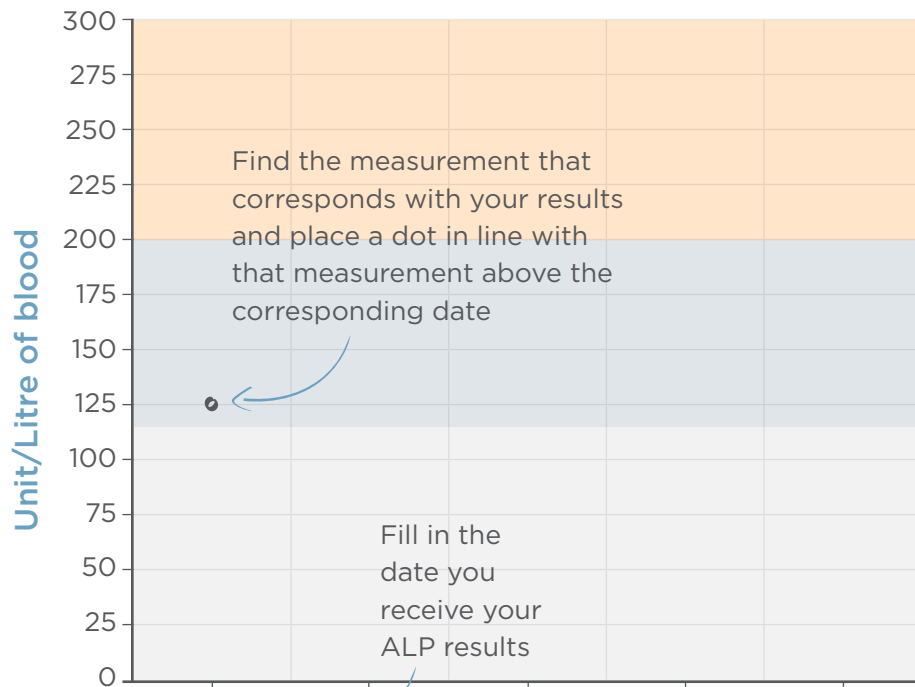 300
275
250
Find the measurement that
225
corresponds with your results
200
and place a dot in line with
that measurement above the
175
corresponding date
150
125
100
75
Fill in the
50
date you
receive your
25
ALP results
0
Unit/Litre of blood